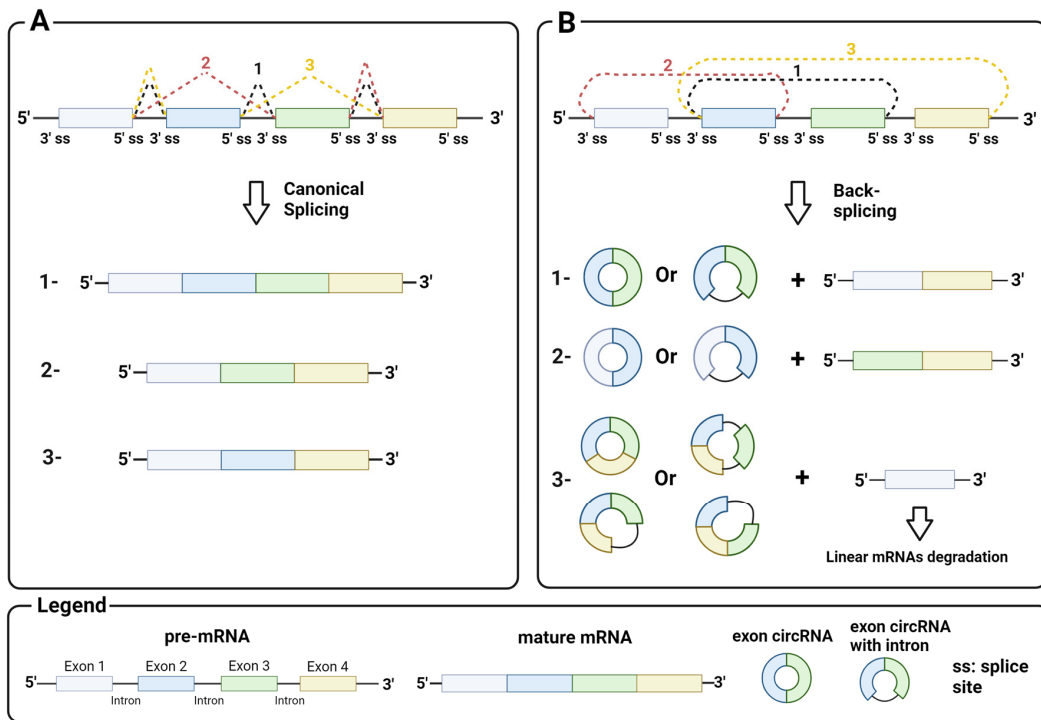 A
2
1
3
5'
3'
3' ss
5' ss
3' ss
5' ss
3' ss
5' ss
3' ss
5' ss
Canonical
Splicing
1-
5'
3'
2-
5'
3'
3-
5'
3'
B
3
2
1
5'
3'
3' ss
5' ss
3' ss
5' ss
3' ss
5' ss
3' ss
5' ss
Back-
splicing
1-
Or
+
5'
3'
2-
Or
+
5'
3'
3-
Or
+
5'
3'
Linear mRNAs degradation
Legend
pre-mRNA
5'
Exon 1
Exon 2
Exon 3
Exon 4
3'
Intron
Intron
Intron
mature mRNA
5'
3'
exon circRNA
exon circRNA
with intron
ss: splice
site